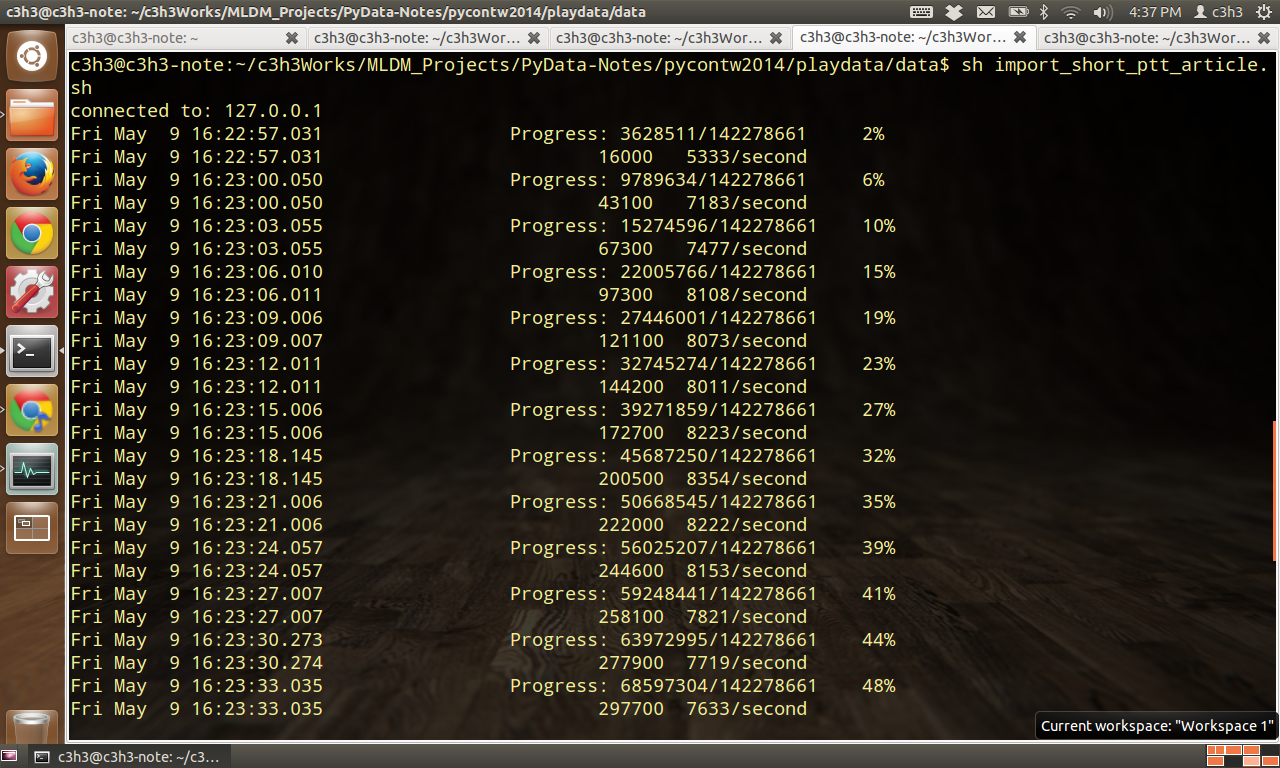 c3h3@c3h3-note: ~/c3h3Works/MLDM_Projects/PyData-Notes/pycontw2014/playdata/data
4:37 PM c3h3
c3h3@c3h3-note: ~
c3h3@c3h3-note: ~/c3h3Wor...
c3h3@c3h3-note: ~/c3h3Wor...
c3h3@c3h3-note: ~/c3h3Wor...
c3h3@c3h3-note: ~/c3h3Wor...
c3h3@c3h3-note:~/c3h3Works/MLDM_Projects/PyData-Notes/pycontw2014/playdata/data$ sh import_short_ptt_article.
sh
connected to: 127.0.0.1
Fri May  9 16:22:57.031 Progress: 3628511/142278661 2%
Fri May  9 16:22:57.031 16000 5333/second
Fri May  9 16:23:00.050 Progress: 9789634/142278661 6%
Fri May  9 16:23:00.050 43100 7183/second
Fri May  9 16:23:03.055 Progress: 15274596/142278661 10%
Fri May  9 16:23:03.055 67300 7477/second
Fri May  9 16:23:06.010 Progress: 22005766/142278661 15%
Fri May  9 16:23:06.011 97300 8108/second
Fri May  9 16:23:09.006 Progress: 27446001/142278661 19%
Fri May  9 16:23:09.007 121100 8073/second
Fri May  9 16:23:12.011 Progress: 32745274/142278661 23%
Fri May  9 16:23:12.011 144200 8011/second
Fri May  9 16:23:15.006 Progress: 39271859/142278661 27%
Fri May  9 16:23:15.006 172700 8223/second
Fri May  9 16:23:18.145 Progress: 45687250/142278661 32%
Fri May  9 16:23:18.145 200500 8354/second
Fri May  9 16:23:21.006 Progress: 50668545/142278661 35%
Fri May  9 16:23:21.006 222000 8222/second
Fri May  9 16:23:24.057 Progress: 56025207/142278661 39%
Fri May  9 16:23:24.057 244600 8153/second
Fri May  9 16:23:27.007 Progress: 59248441/142278661 41%
Fri May  9 16:23:27.007 258100 7821/second
Fri May  9 16:23:30.273 Progress: 63972995/142278661 44%
Fri May  9 16:23:30.274 277900 7719/second
Fri May  9 16:23:33.035 Progress: 68597304/142278661 48%
Fri May  9 16:23:33.035 297700 7633/second
Current workspace: "Workspace 1"
c3h3@c3h3-note: ~/c3...